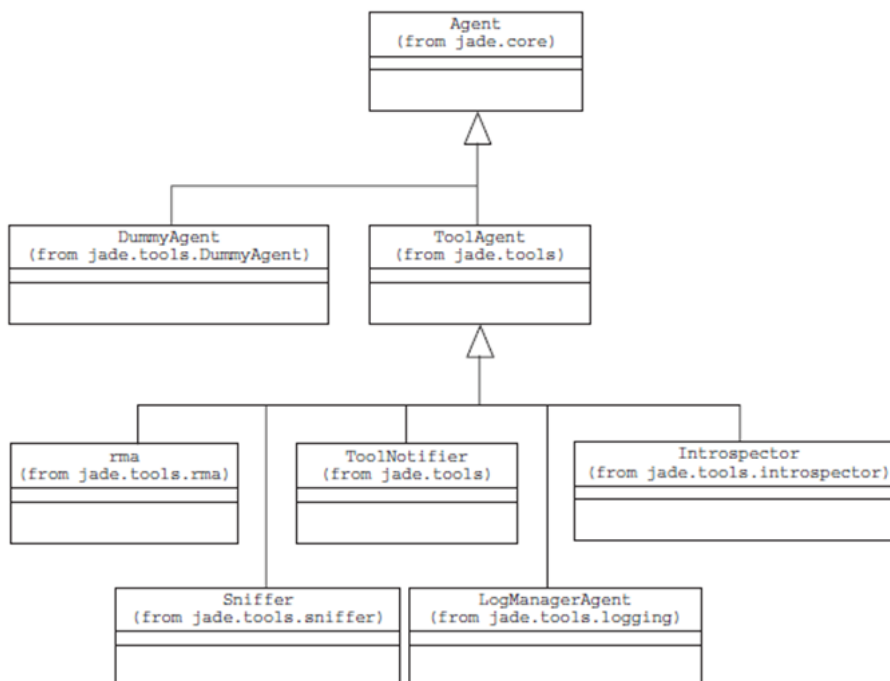 Agent
(from jade.core)
DummyAgent
(from jade.tools.DummyAgent)
ToolAgent
(from jade.tools)
rma
(from jade.tools.rma)
ToolNotifier
(from jade.tools)
Introspector
(from jade.tools.introspector)
Sniffer
(from jade.tools.sniffer)
LogManagerAgent
(from jade.tools.logging)